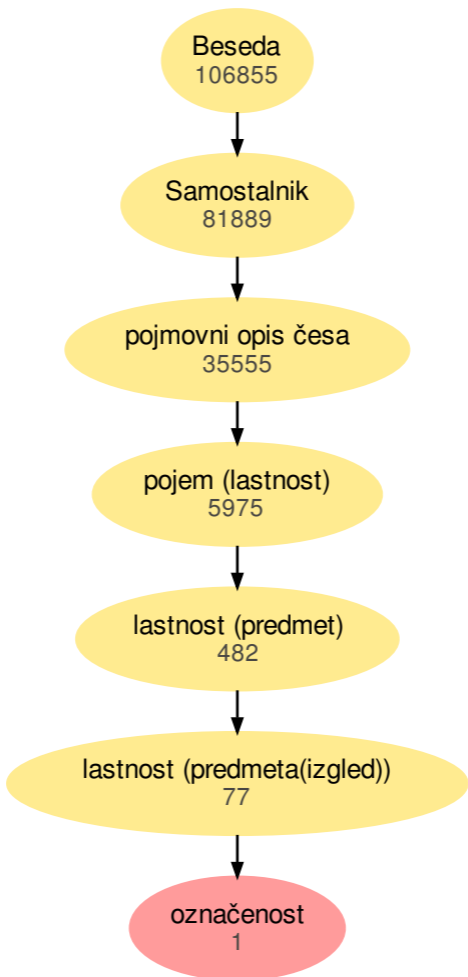 Beseda
106855
Samostalnik
81889
pojmovni opis česa
35555
pojem (lastnost)
5975
lastnost (predmet)
482
lastnost (predmeta(izgled))
77
označenost
1